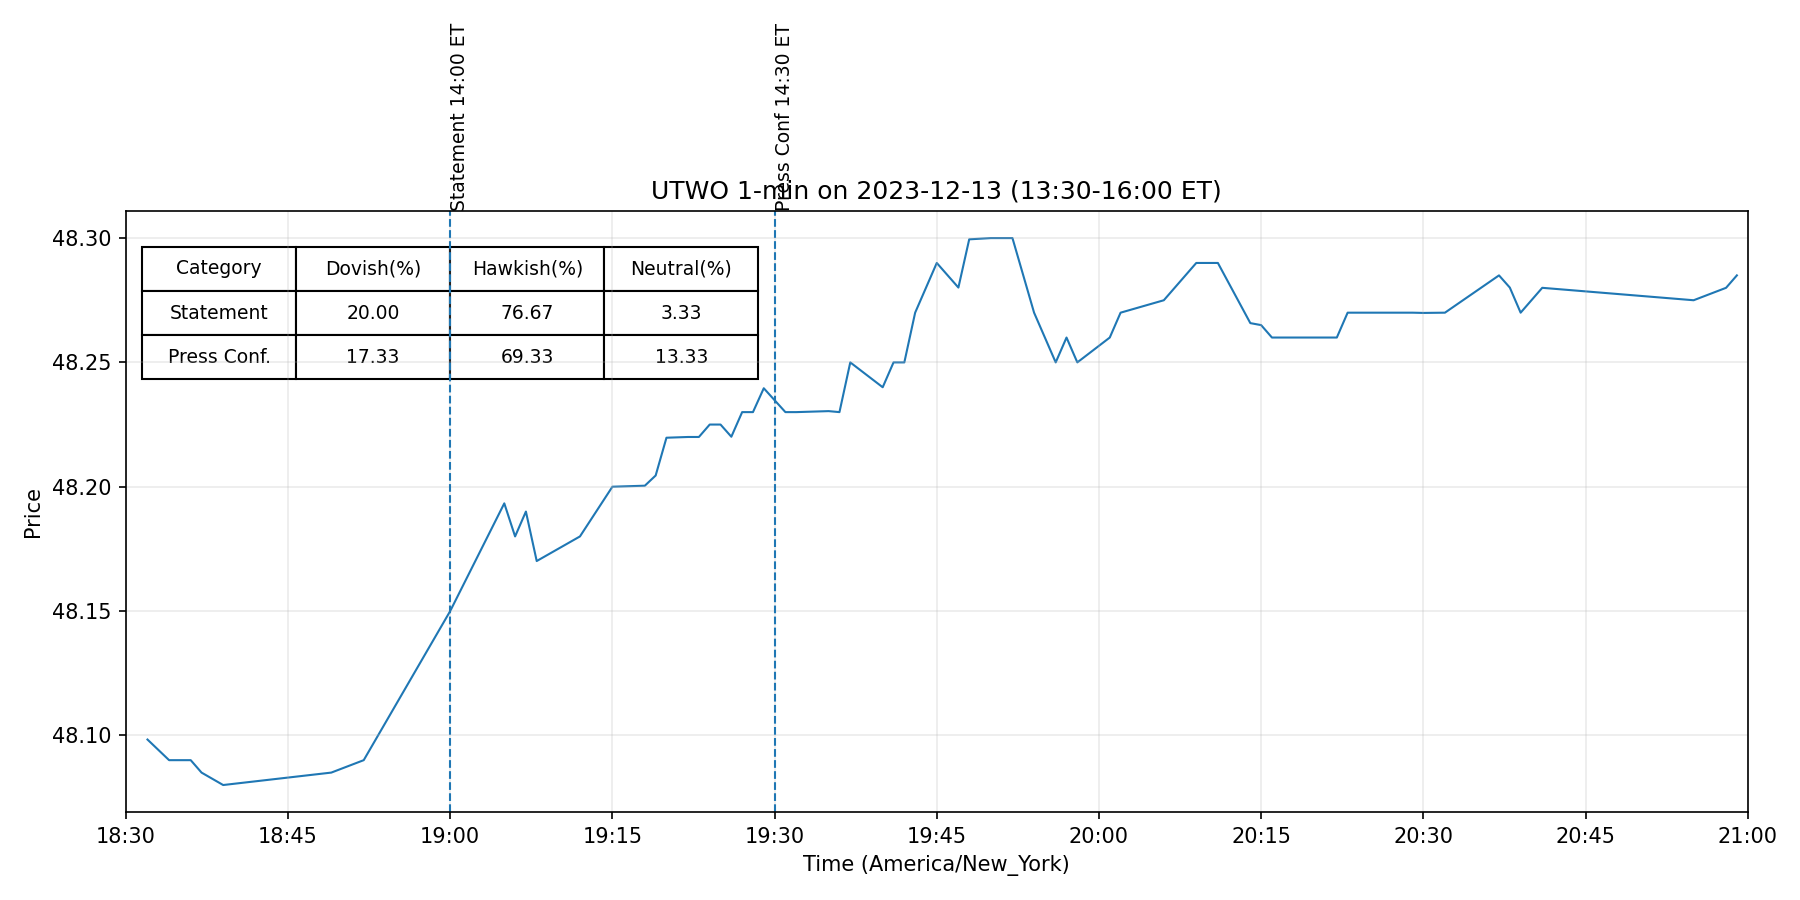 Statement 14:00 ET
Press Conf 14:30 ET
UTWO 1-min on 2023-12-13 (13:30-16:00 ET)
Category Dovish(%) Hawkish(%) Neutral(%)
Statement 20.00 76.67 3.33
Press Conf. 17.33 69.33 13.33
48.30
48.25
48.20
48.15
48.10
Price
18:30 18:45 19:00 19:15 19:30 19:45 20:00 20:15 20:30 20:45 21:00
Time (America/New_York)